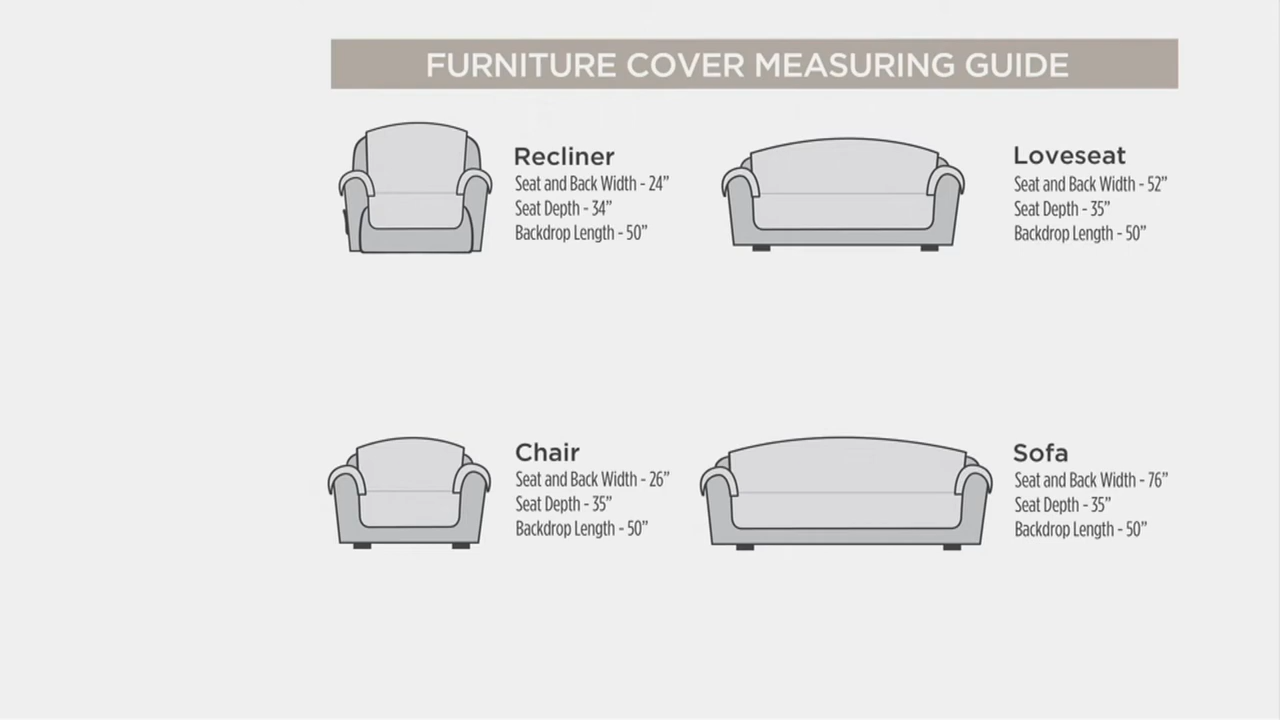 FURNITURE COVER MEASURING GUIDE
Recliner
Seat and Back Width - 24”
Seat Depth - 34”
Backdrop Length - 50”
Loveseat
Seat and Back Width - 52”
Seat Depth - 35”
Backdrop Length - 50”
Chair
Seat and Back Width - 26”
Seat Depth - 35”
Backdrop Length - 50”
Sofa
Seat and Back Width - 76”
Seat Depth - 35”
Backdrop Length - 50”